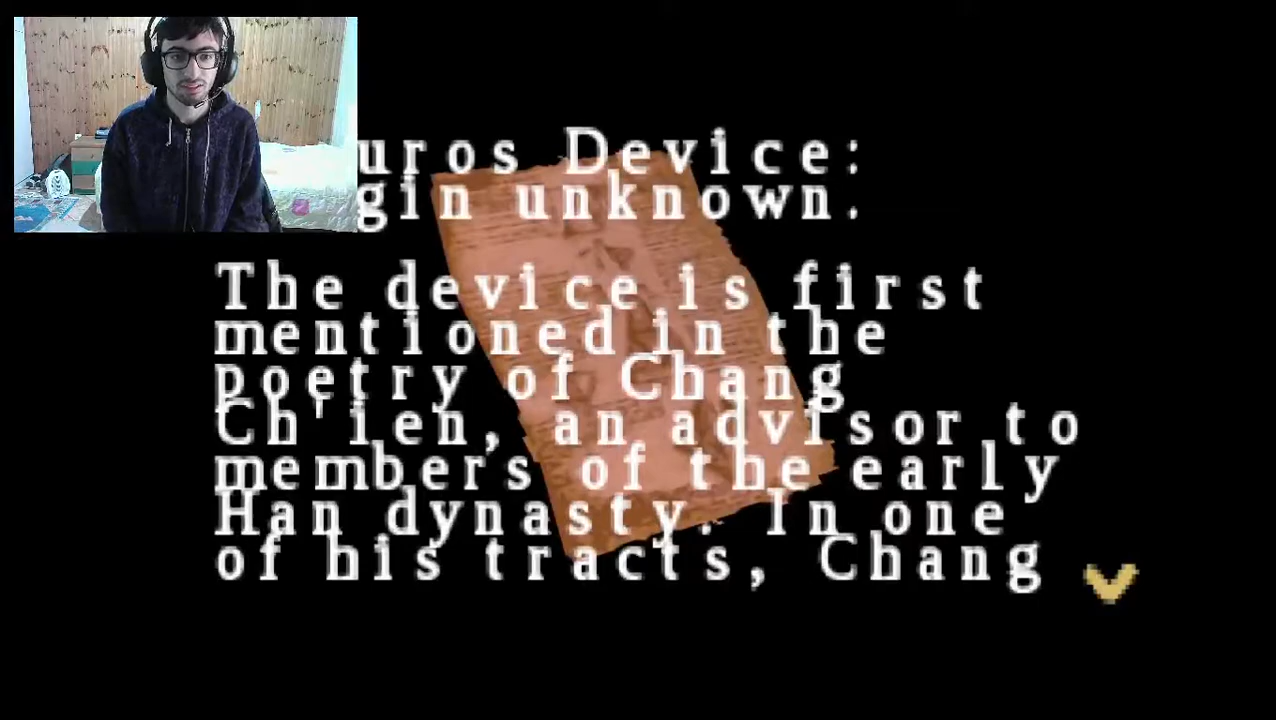 uros Device:
gin unknown.
The device is first
mentioned in the
poetry of Chang
Ch'ien, an advisor to
members of the early
Han dynasty. In one
of his tracts, Chang